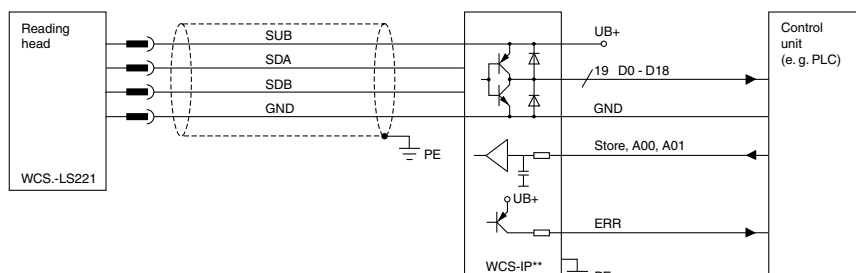 Reading
head
SUB
SDA
SDB
GND
PE
WCS.-LS221
UB+
19 D0 - D18
GND
Store, A00, A01
UB+
ERR
WCS-IP**
PE
Control
unit
(e. g. PLC)